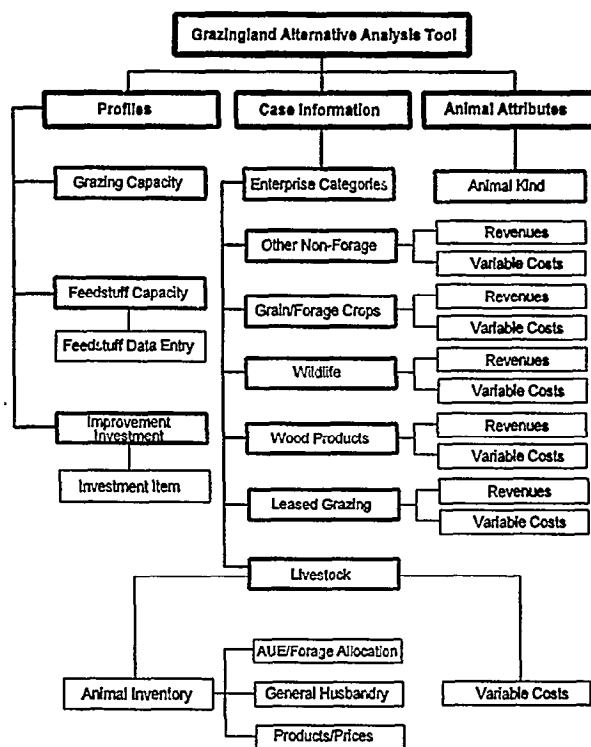 Grazingland Alternative Analysis Tool
Profiles
Case Information
Animal Attributes
Grazing Capacity
Enterprise Categories
Animal Kind
Other Non-Forage
Revenues
Variable Costs
Feedstuff Capacity
Grain/Forage Crops
Revenues
Variable Costs
Feedstuff Data Entry
Wildlife
Revenues
Variable Costs
Improvement
Investment
Wood Products
Revenues
Variable Costs
Investment Item
Leased Grazing
Revenues
Variable Costs
Livestock
AUE/Forage Allocation
Animal Inventory
General Husbandry
Variable Costs
Products/Prices